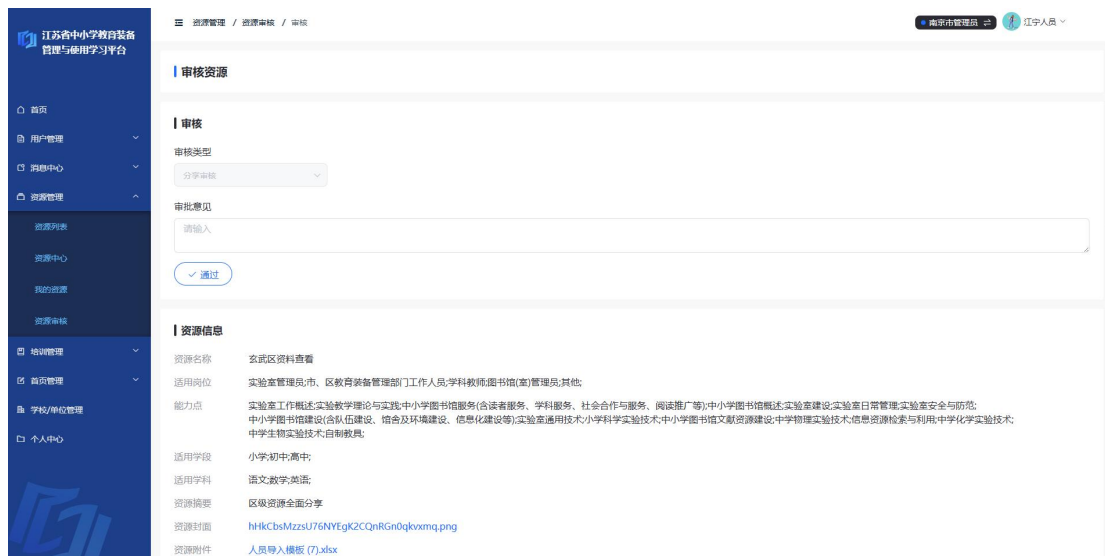 江苏省中小学教育装备
管理与使用学习平台
首页
用户管理
消息中心
资源管理
资源列表
资源中心
我的资源
资源审核
培训管理
首页管理
学校/单位管理
个人中心
资源管理 / 资源审核 / 审核
南京市管理员
江宁人员
审核资源
审核
审核类型
分享审核
审批意见
请输入
通过
资源信息
资源名称 玄武区资料查看
适用岗位 实验室管理员;市、区教育装备管理部门工作人员;学科教师;图书馆(室)管理员;其他;
能力点 实验室工作概述;实验教学理论与实践;中小学图书馆服务(含读者服务、学科服务、社会合作与服务、阅读推广等);中小学图书馆概述;实验室建设;实验室日常管理;实验室安全与防范;
中小学图书馆建设(含队伍建设、馆舍及环境建设、信息化建设等);实验室通用技术;小学科学实验技术;中小学图书馆文献资源建设;中学物理实验技术;信息资源检索与利用;中学化学实验技术;
中学生物实验技术;自制教具;
适用学段 小学;初中;高中;
适用学科 语文;数学;英语;
资源摘要 区级资源全面分享
资源封面 hHkCbsMzzsU76NYEgK2CQnRGn0qkvxmq.png
资源附件 人员导入模板 (7).xlsx